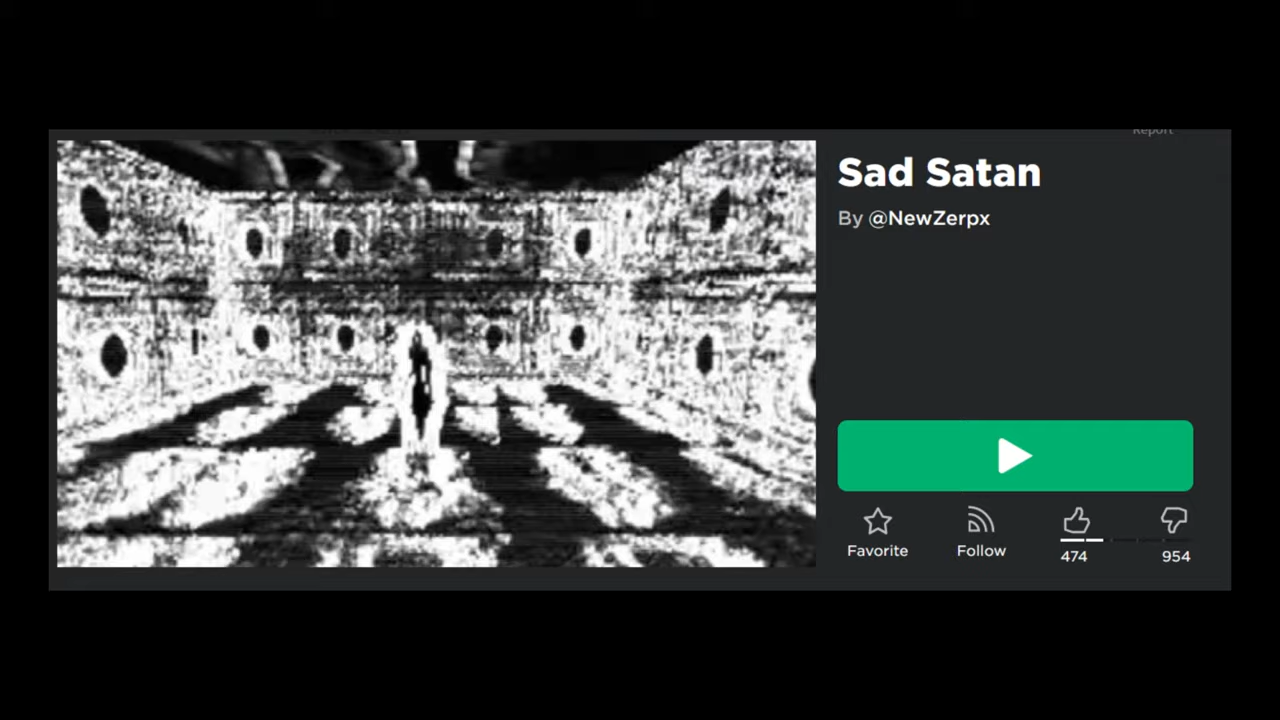 Report
Sad Satan
By @NewZerpx
Favorite
Follow
474
954